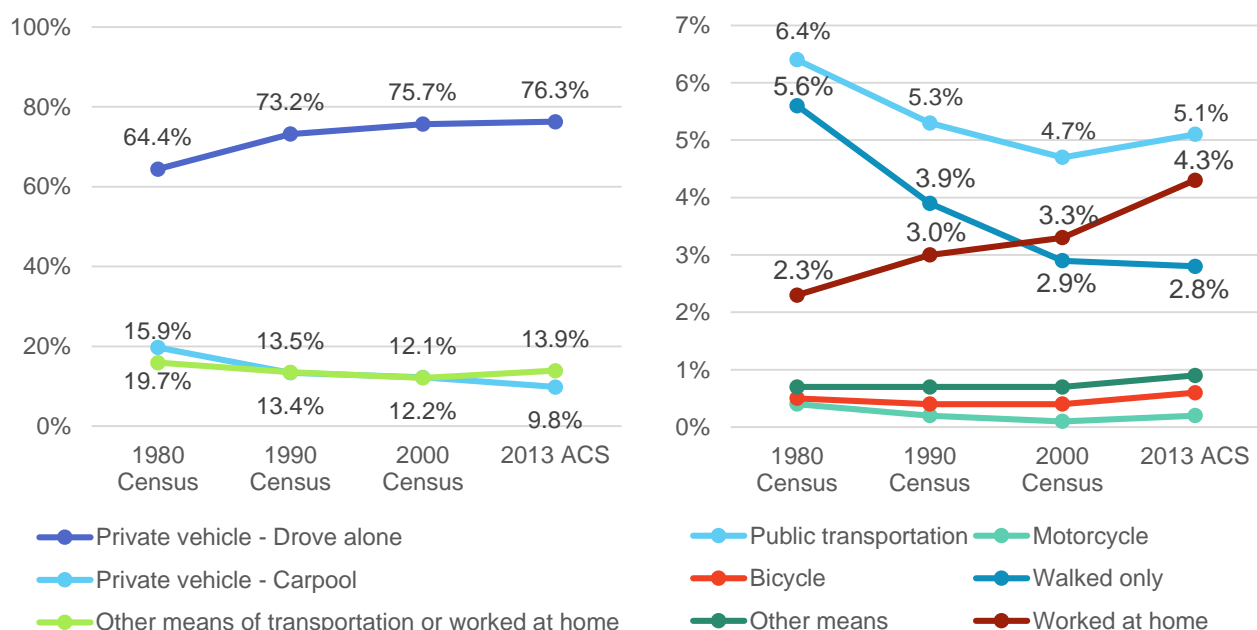 100%
80%
60%
40%
20%
0%
64.4%
73.2%
75.7%
76.3%
15.9%
13.5%
12.1%
13.9%
19.7%
13.4%
12.2%
9.8%
1980
Census
1990
Census
2000
Census
2013 ACS
Private vehicle - Drove alone
Private vehicle - Carpool
Other means of transportation or worked at home
7%
6%
5%
4%
3%
2%
1%
0%
6.4%
5.3%
4.7%
5.1%
5.6%
3.9%
2.9%
2.8%
2.3%
3.0%
3.3%
4.3%
1980
Census
1990
Census
2000
Census
2013 ACS
Public transportation
Motorcycle
Bicycle
Walked only
Other means
Worked at home